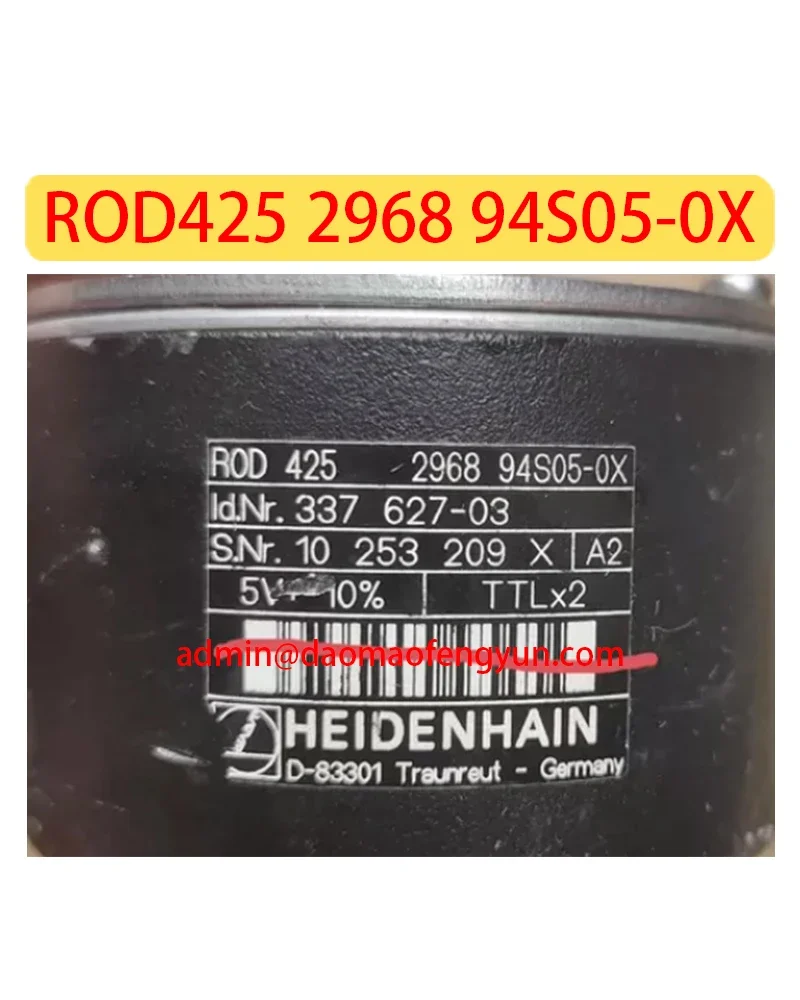 ROD425 2968 94S05-0X
ROD 425 2968 94S05-0X
Id.Nr. 337 627-03
S.Nr. 10 253 209 X A2
5V 10% TTLx2
admin@daomaofengyun.com
HEIDENHAIN
D-83301 Traunreut - Germany